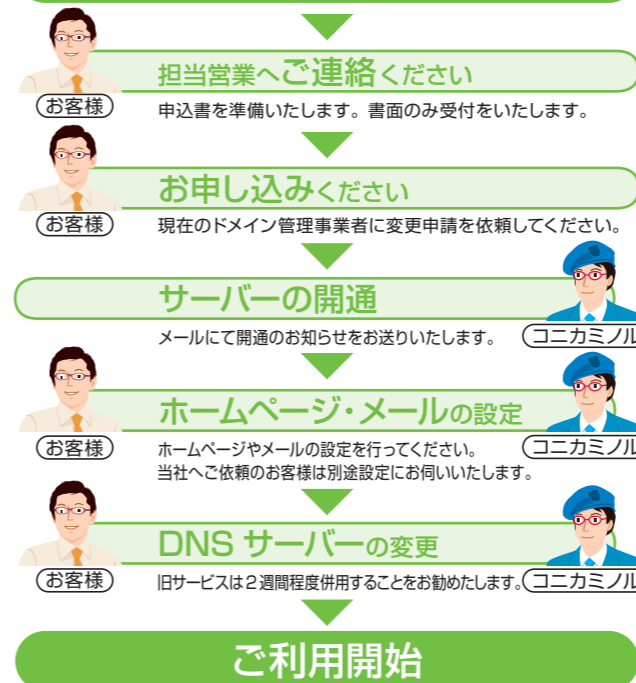 担当営業へご連絡ください
お客様
申込書を準備いたします。書面のみ受付をいたします。
お申し込みください
お客様
現在のドメイン管理事業者に変更申請を依頼してください。
サーバーの開通
メールにて開通のお知らせをお送りいたします。
コニカミノル
ホームページ・メールの設定
お客様
ホームページやメールの設定を行ってください。
コニカミノル
当社へご依頼のお客様は別途設定にお伺いいたします。
DNS サーバーの変更
お客様
旧サービスは2週間程度併用することをお勧めたします。
コニカミノル
ご利用開始